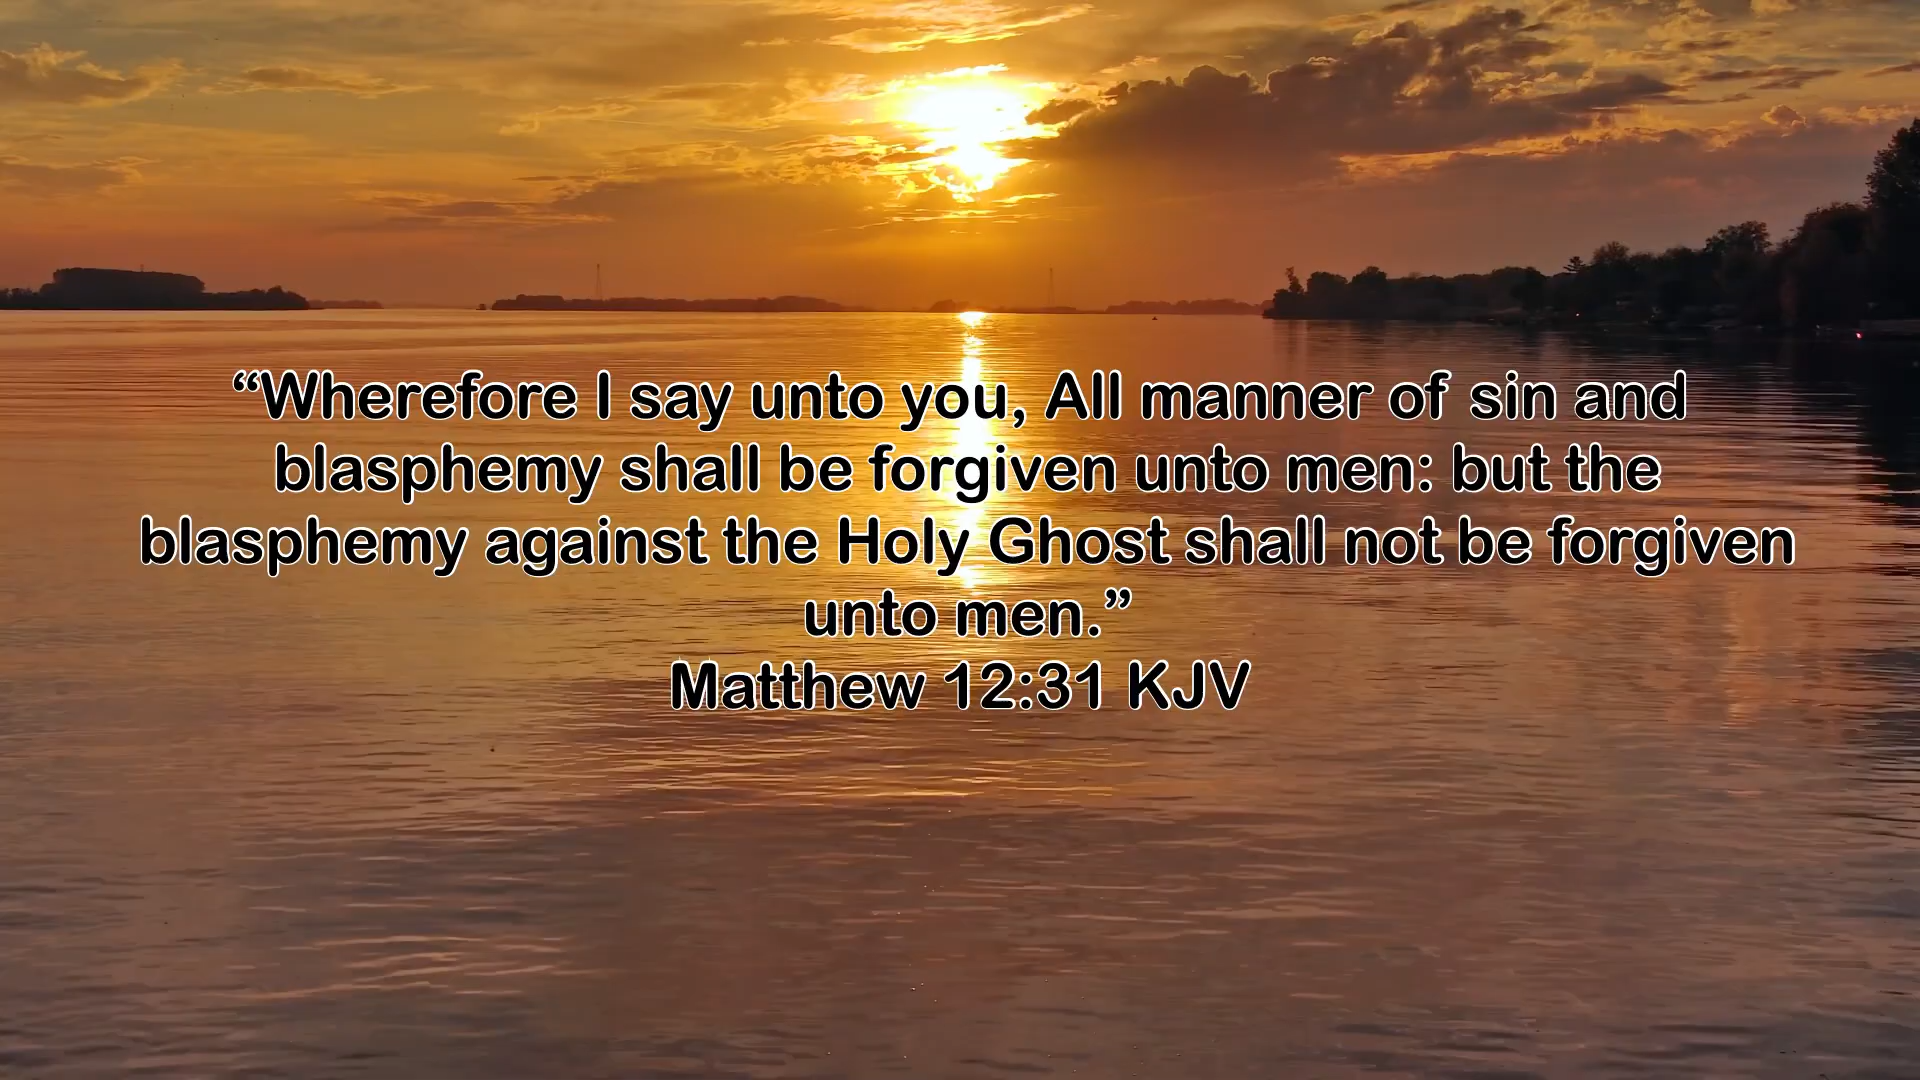 “Wherefore I say unto you, All manner of sin and
blasphemy shall be forgiven unto men: but the
blasphemy against the Holy Ghost shall not be forgiven
unto men.”
Matthew 12:31 KJV